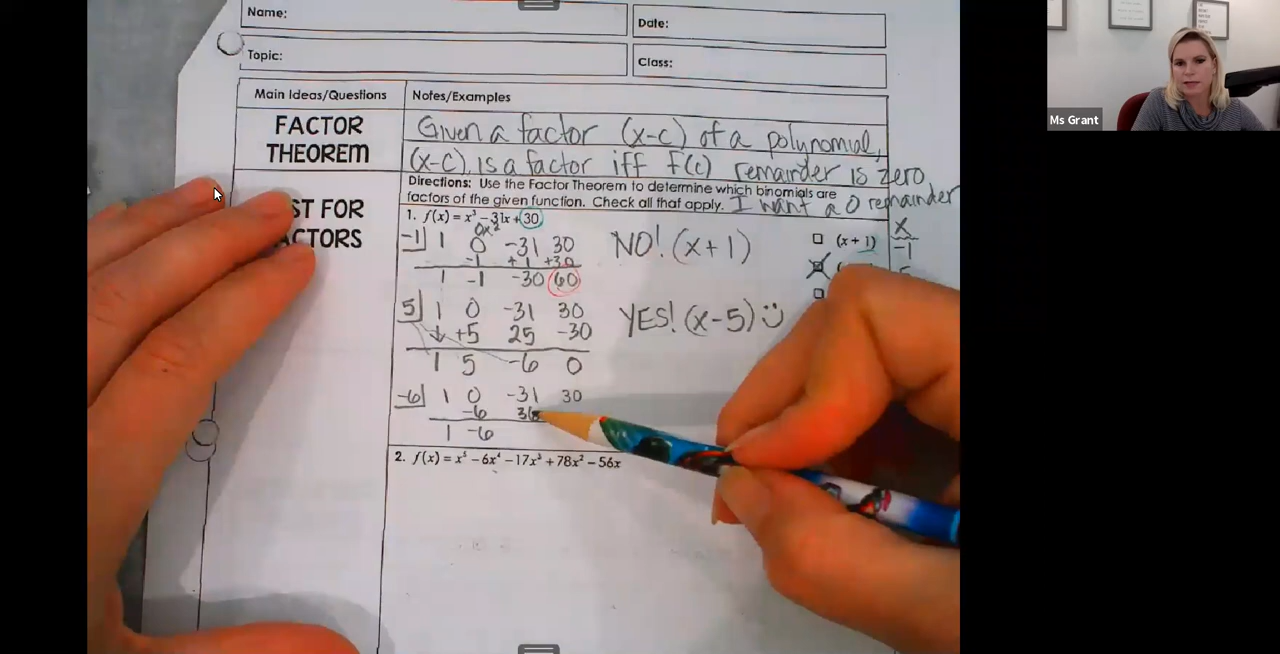 Name:
Date:
Topic:
Class:
Main Ideas/Questions
Notes/Examples
FACTOR
THEOREM
Given a factor (x-c) of a polynomial,
(x-c) is a factor iff f(c) remainder is zero
Directions: Use the Factor Theorem to determine which binomials are
factors of the given function. Check all that apply. I want a 0 remainder
ST FOR
ACTORS
1. f(x) = x³ − 31x + 30
0x²
-1| 1 0 -31 30
-1 +1 +30
1 -1 -30 60
NO! (x+1)
(x + 1)
x
-1
5| 1 0 -31 30
↓ +5 25 -30
1 5 -6 0
YES! (x-5)
-6| 1 0 -31 30
-6 36
1 -6
2. f(x) = x⁵ − 6x⁴ − 17x³ + 78x² − 56x
Ms Grant